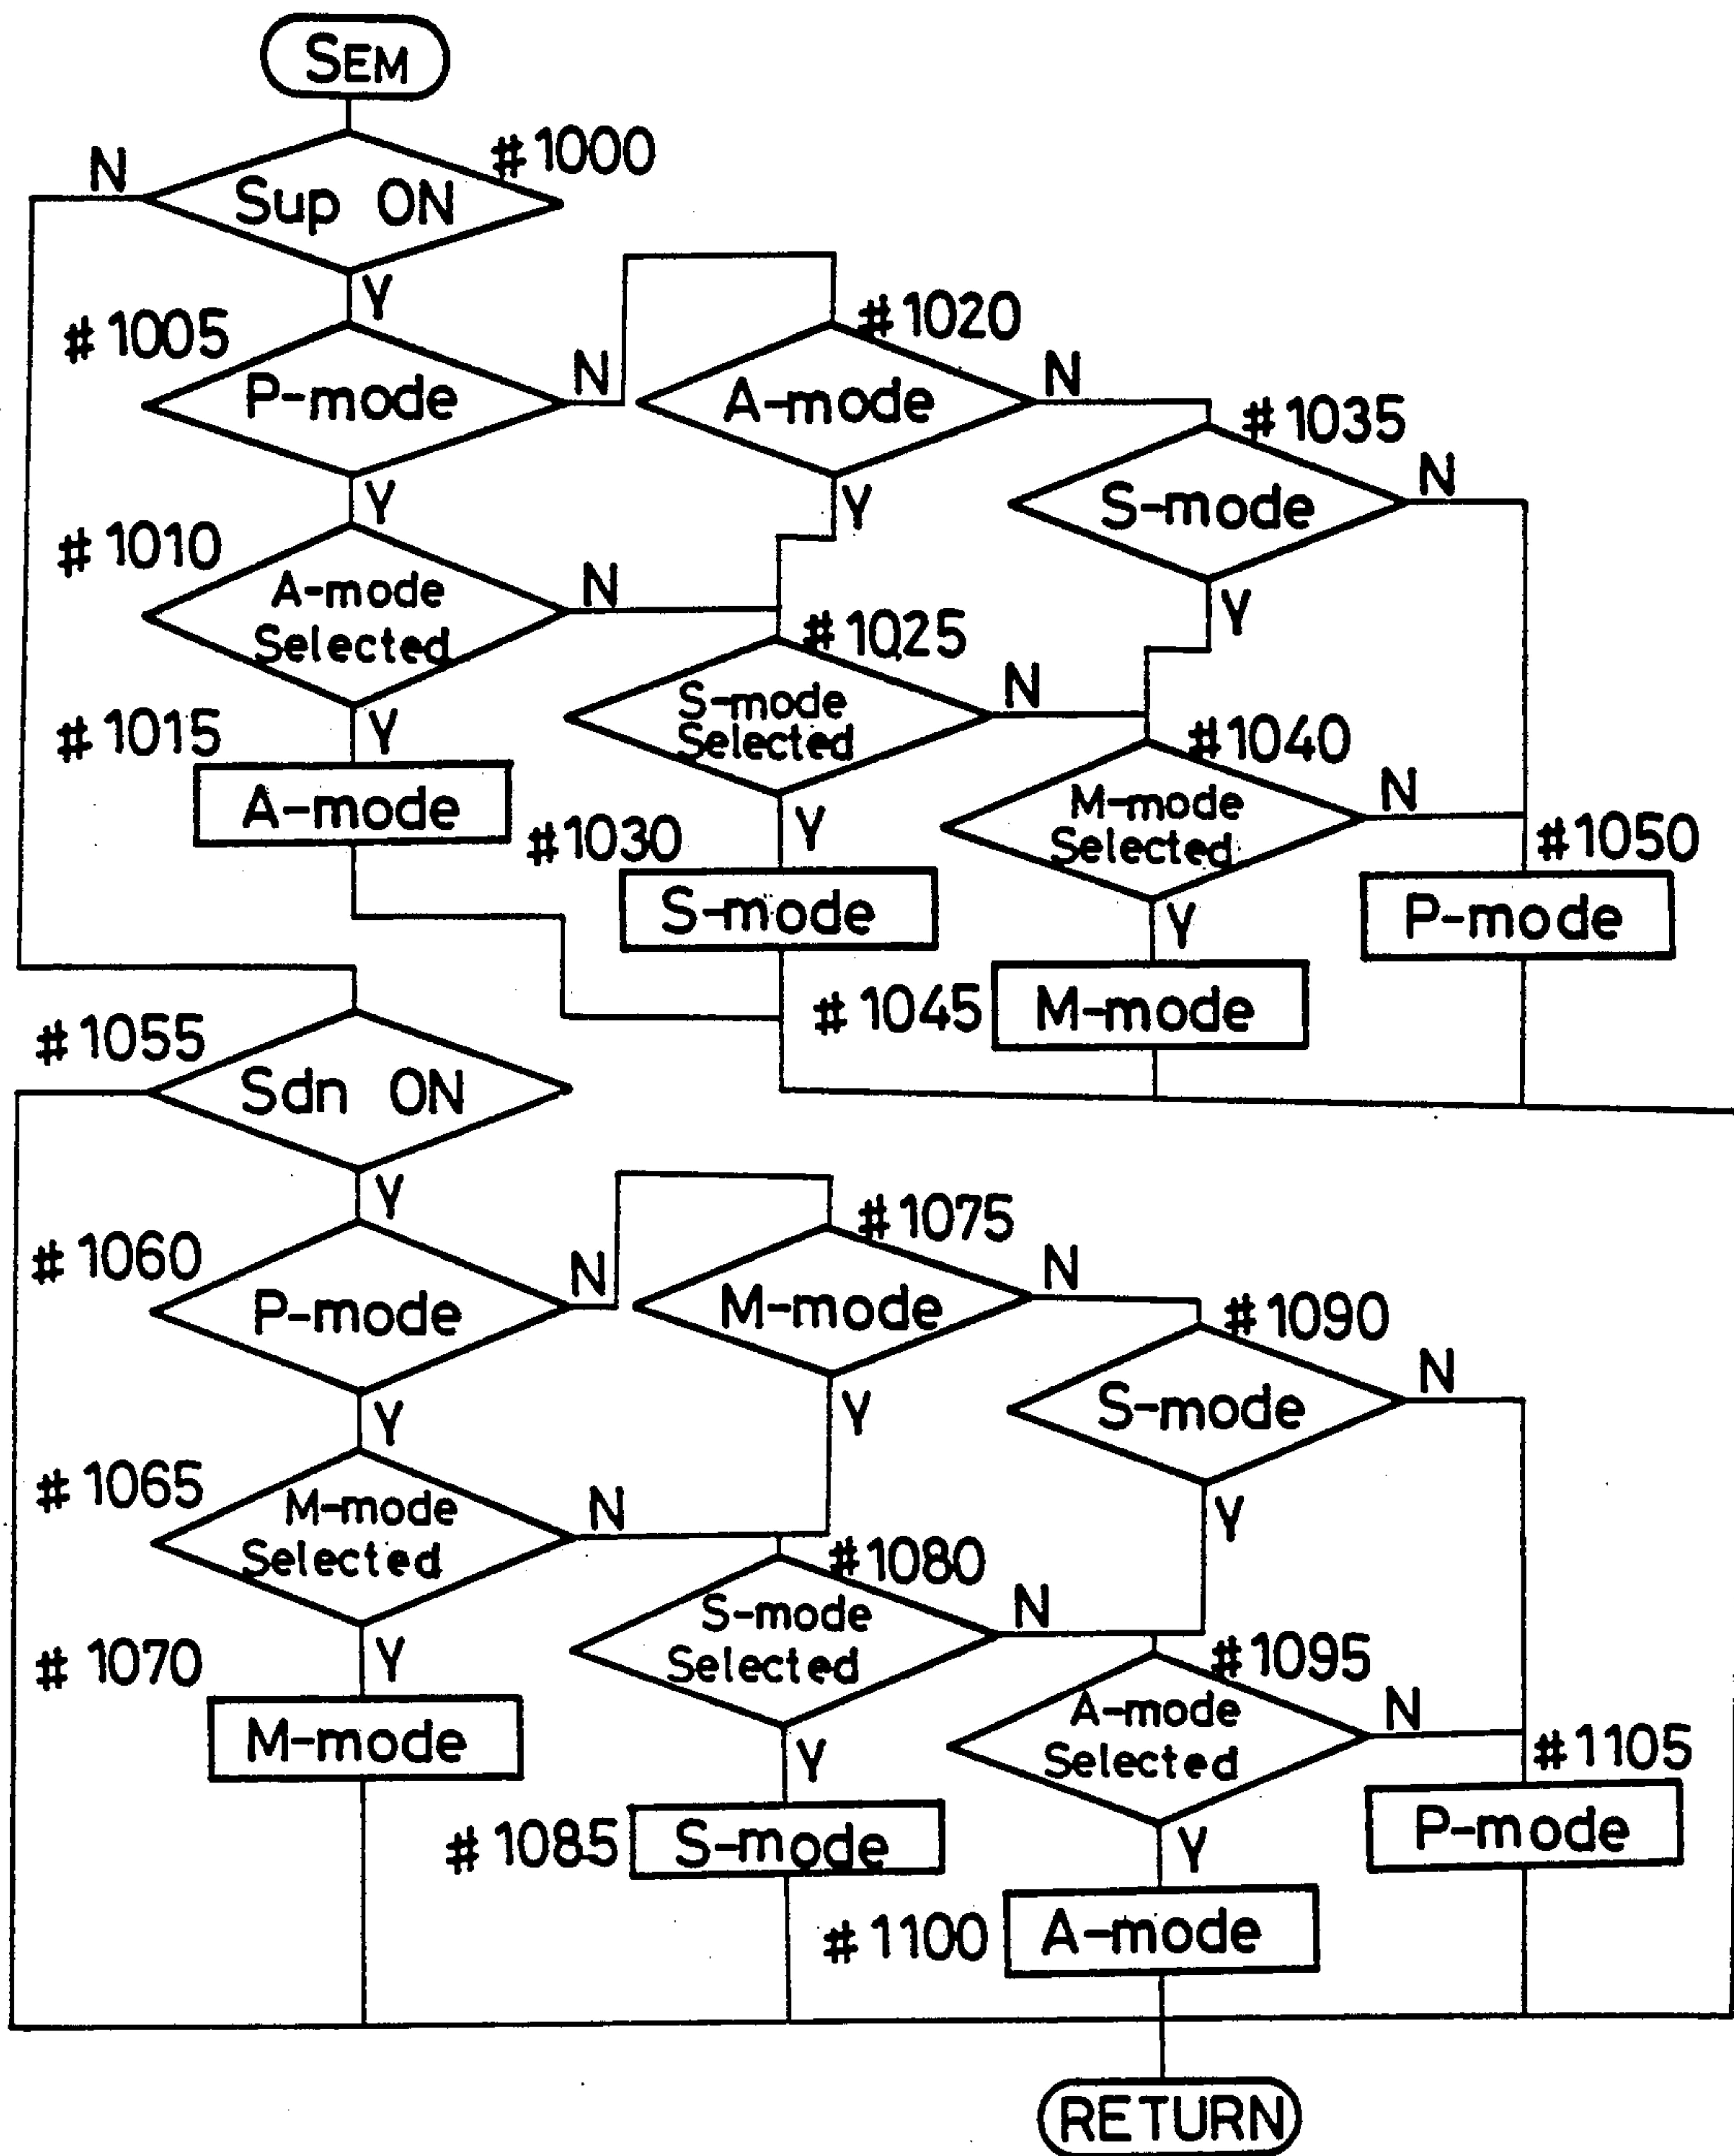 SEM
N
#1000
Sup ON
Y
#1005
P-mode
N
#1020
A-mode
N
#1035
S-mode
N
Y
Y
#1010
A-mode
Selected
N
Y
#1025
S-mode
Selected
N
#1015
Y
A-mode
#1040
M-mode
Selected
N
#1030
Y
S-mode
#1050
P-mode
Y
#1045
M-mode
#1055
Sdn ON
Y
#1060
P-mode
N
#1075
M-mode
N
#1090
S-mode
N
Y
Y
#1065
M-mode
Selected
N
Y
#1080
S-mode
Selected
N
#1070
Y
M-mode
#1095
A-mode
Selected
N
Y
#1085
S-mode
#1105
P-mode
Y
#1100
A-mode
RETURN